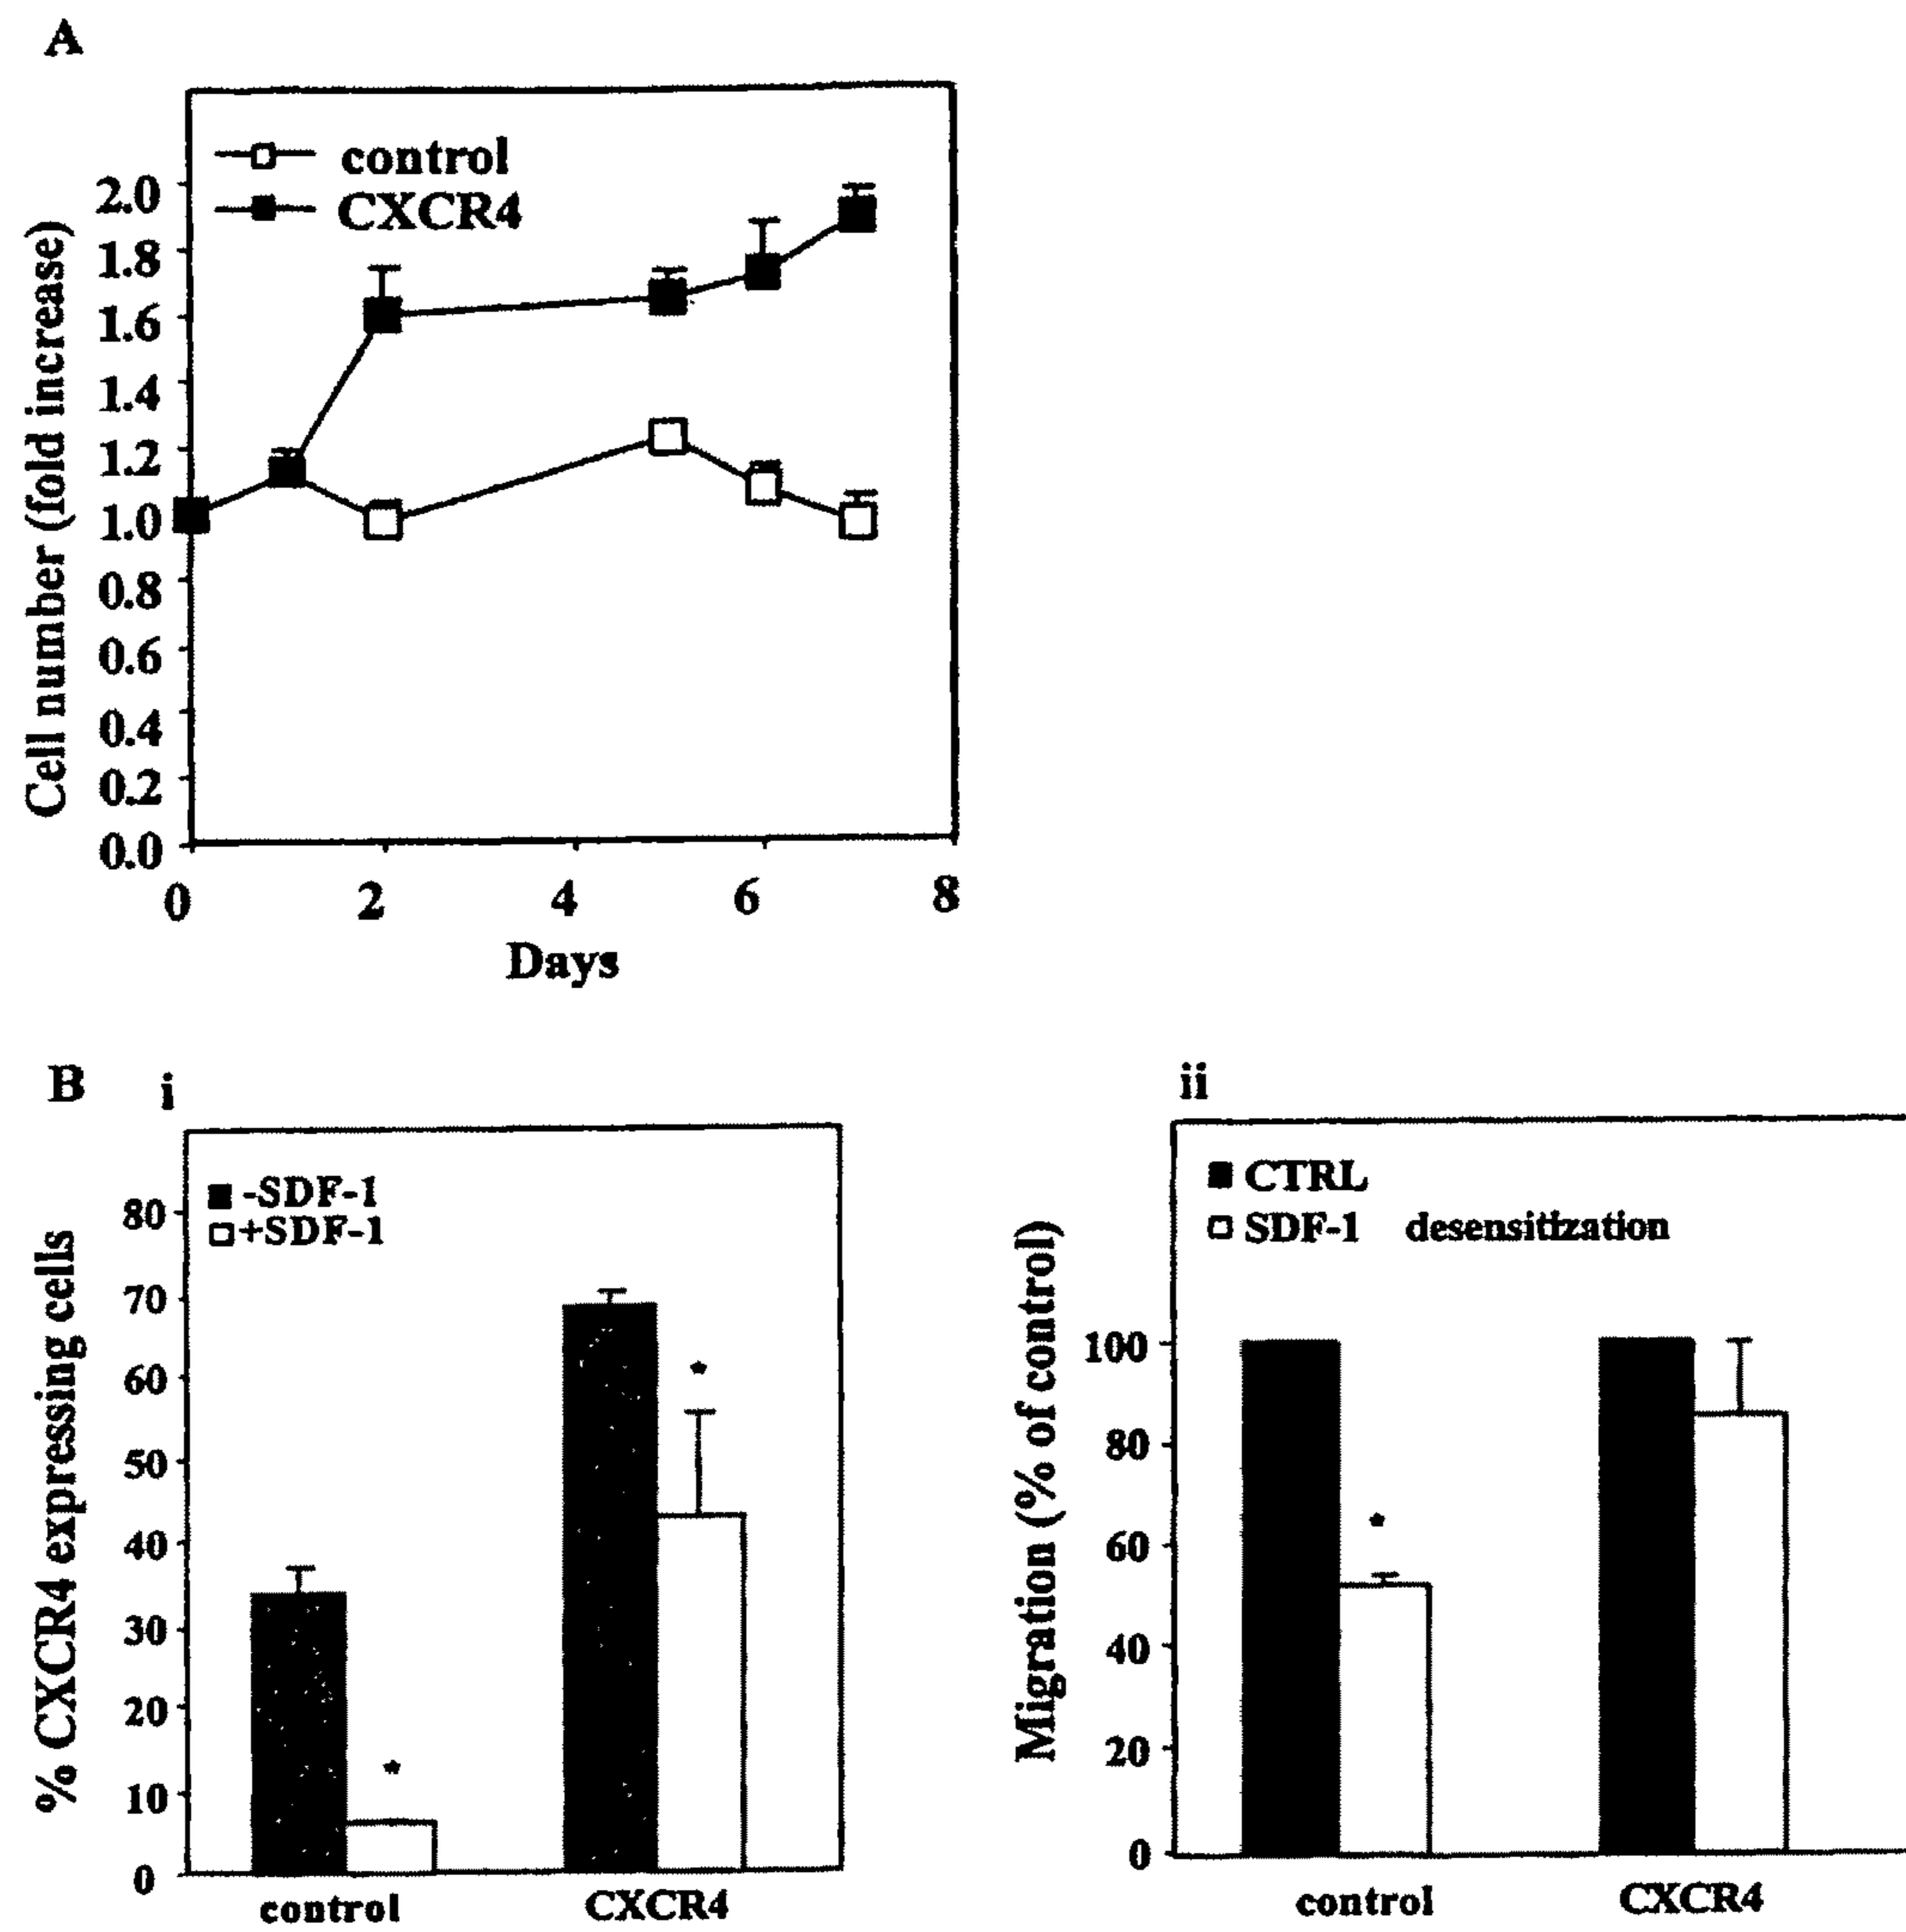 A
control
CXCR4
Cell number (fold increase)
2.0
1.8
1.6
1.4
1.2
1.0
0.8
0.6
0.4
0.2
0.0
0 2 4 6 8
Days
B i
-SDF-1
+SDF-1
% CXCR4 expressing cells
80
70
60
50
40
30
20
10
0
*
*
control CXCR4
ii
CTRL
SDF-1 desensitization
Migration (% of control)
100
80
60
40
20
0
*
control CXCR4